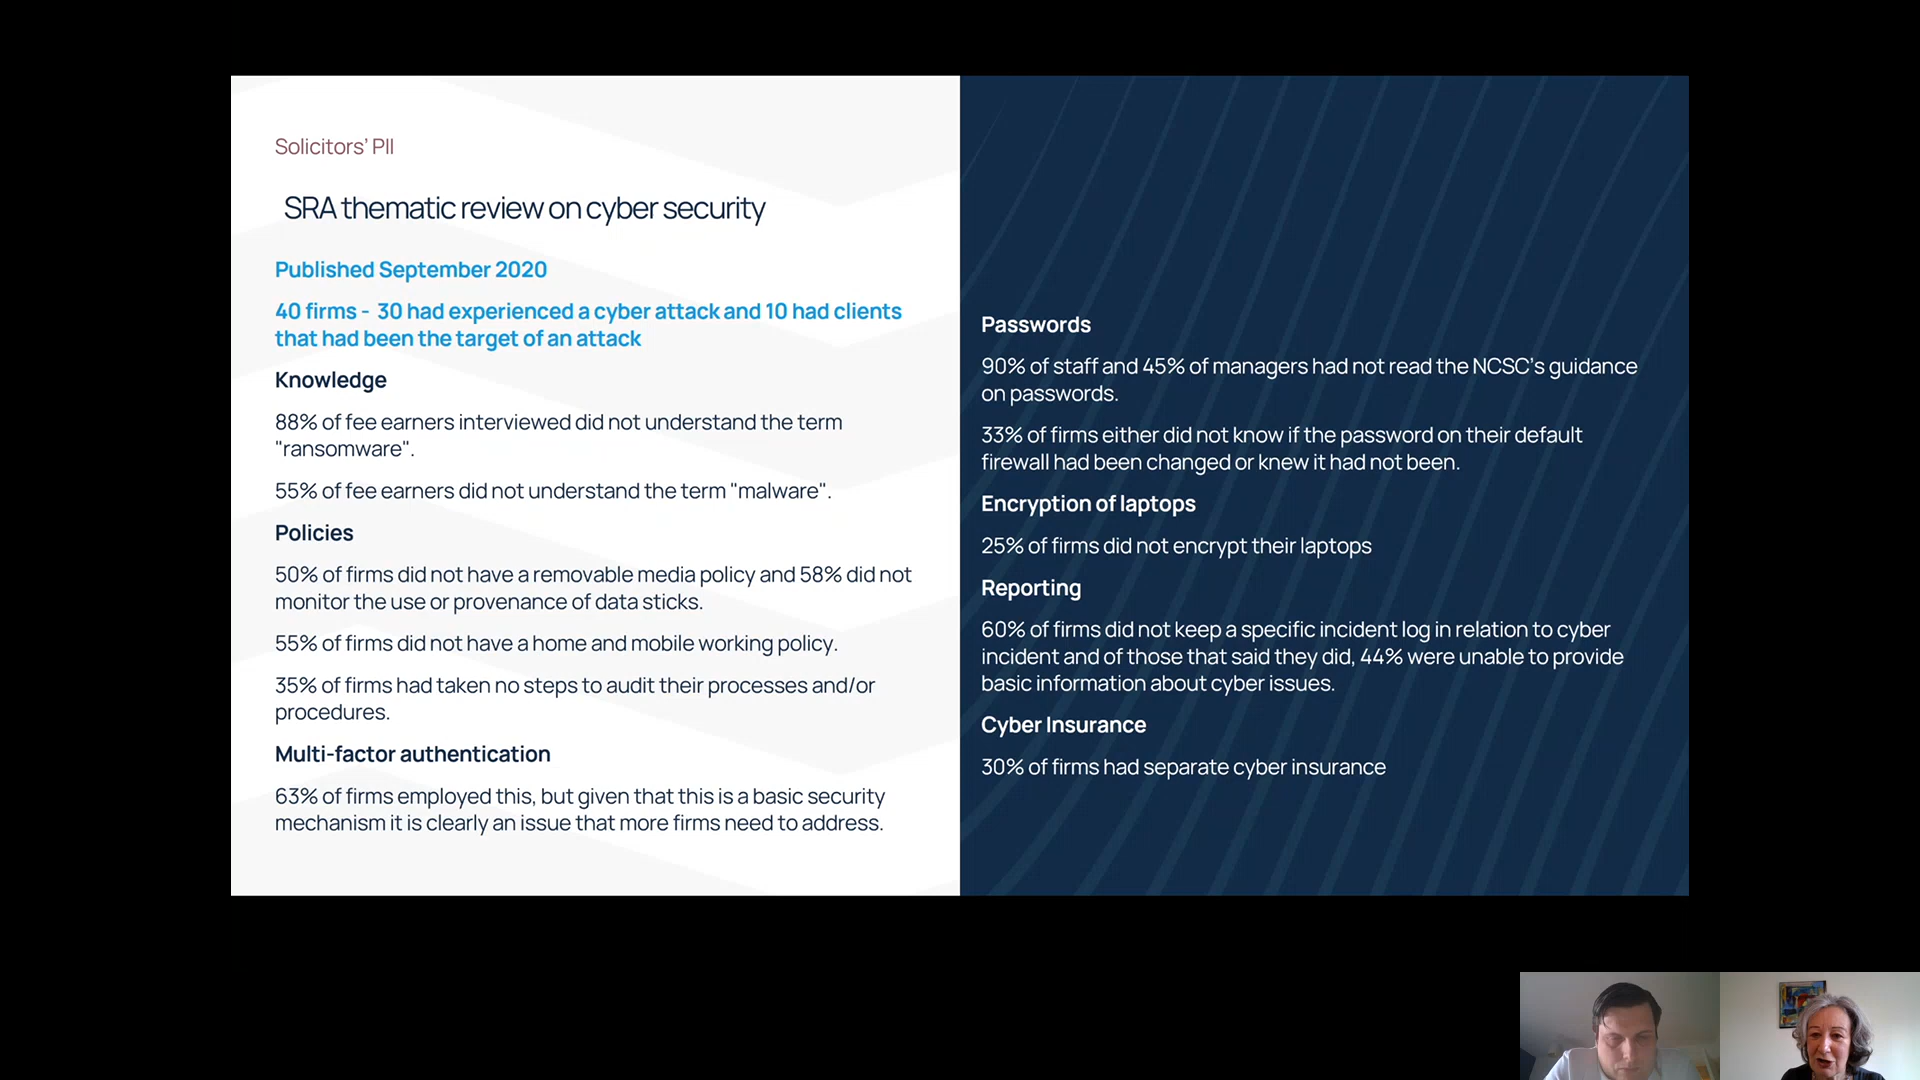 Solicitors’ PII
SRA thematic review on cyber security
Published September 2020
40 firms - 30 had experienced a cyber attack and 10 had clients
that had been the target of an attack
Knowledge
88% of fee earners interviewed did not understand the term
"ransomware".
55% of fee earners did not understand the term "malware".
Policies
50% of firms did not have a removable media policy and 58% did not
monitor the use or provenance of data sticks.
55% of firms did not have a home and mobile working policy.
35% of firms had taken no steps to audit their processes and/or
procedures.
Multi-factor authentication
63% of firms employed this, but given that this is a basic security
mechanism it is clearly an issue that more firms need to address.
Passwords
90% of staff and 45% of managers had not read the NCSC’s guidance
on passwords.
33% of firms either did not know if the password on their default
firewall had been changed or knew it had not been.
Encryption of laptops
25% of firms did not encrypt their laptops
Reporting
60% of firms did not keep a specific incident log in relation to cyber
incident and of those that said they did, 44% were unable to provide
basic information about cyber issues.
Cyber Insurance
30% of firms had separate cyber insurance